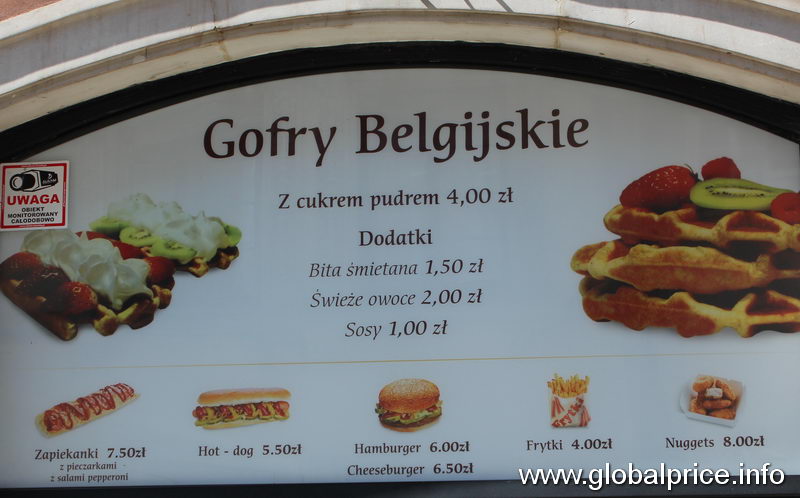 Gofry Belgijskie
UWAGA
OBIEKT
MONITOROWANY
CAŁODOBOWO
Z cukrem pudrem 4,00 zł
Dodatki
Bita śmietana 1,50 zł
Świeże owoce 2,00 zł
Sosy 1,00 zł
Zapiekanki 7.50zł
z pieczarkami
z salami pepperoni
Hot - dog 5.50zł
Hamburger 6.00zł
Cheeseburger 6.50zł
Frytki
Frytki 4.00zł
Nuggets 8.00zł
www.globalprice.info